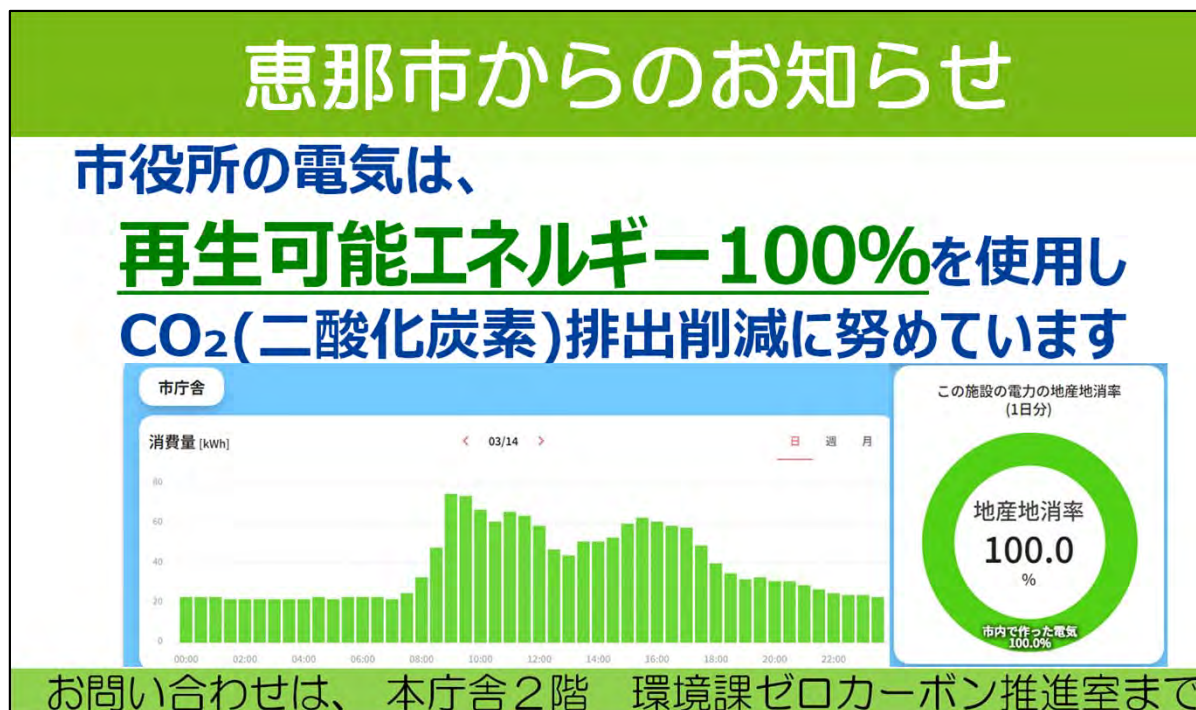 恵那市からのお知らせ
市役所の電気は、
再生可能エネルギー100%を使用し
CO₂(二酸化炭素)排出削減に努めています
市庁舎
消費量 [kWh]
< 03/14 >
日 週 月
80
60
40
20
0
00:00 02:00 04:00 06:00 08:00 10:00 12:00 14:00 16:00 18:00 20:00 22:00
この施設の電力の地産地消率
(1日分)
地産地消率
100.0
%
市内で作った電気
100.0%
お問い合わせは、 本庁舎2階 環境課ゼロカーボン推進室まで